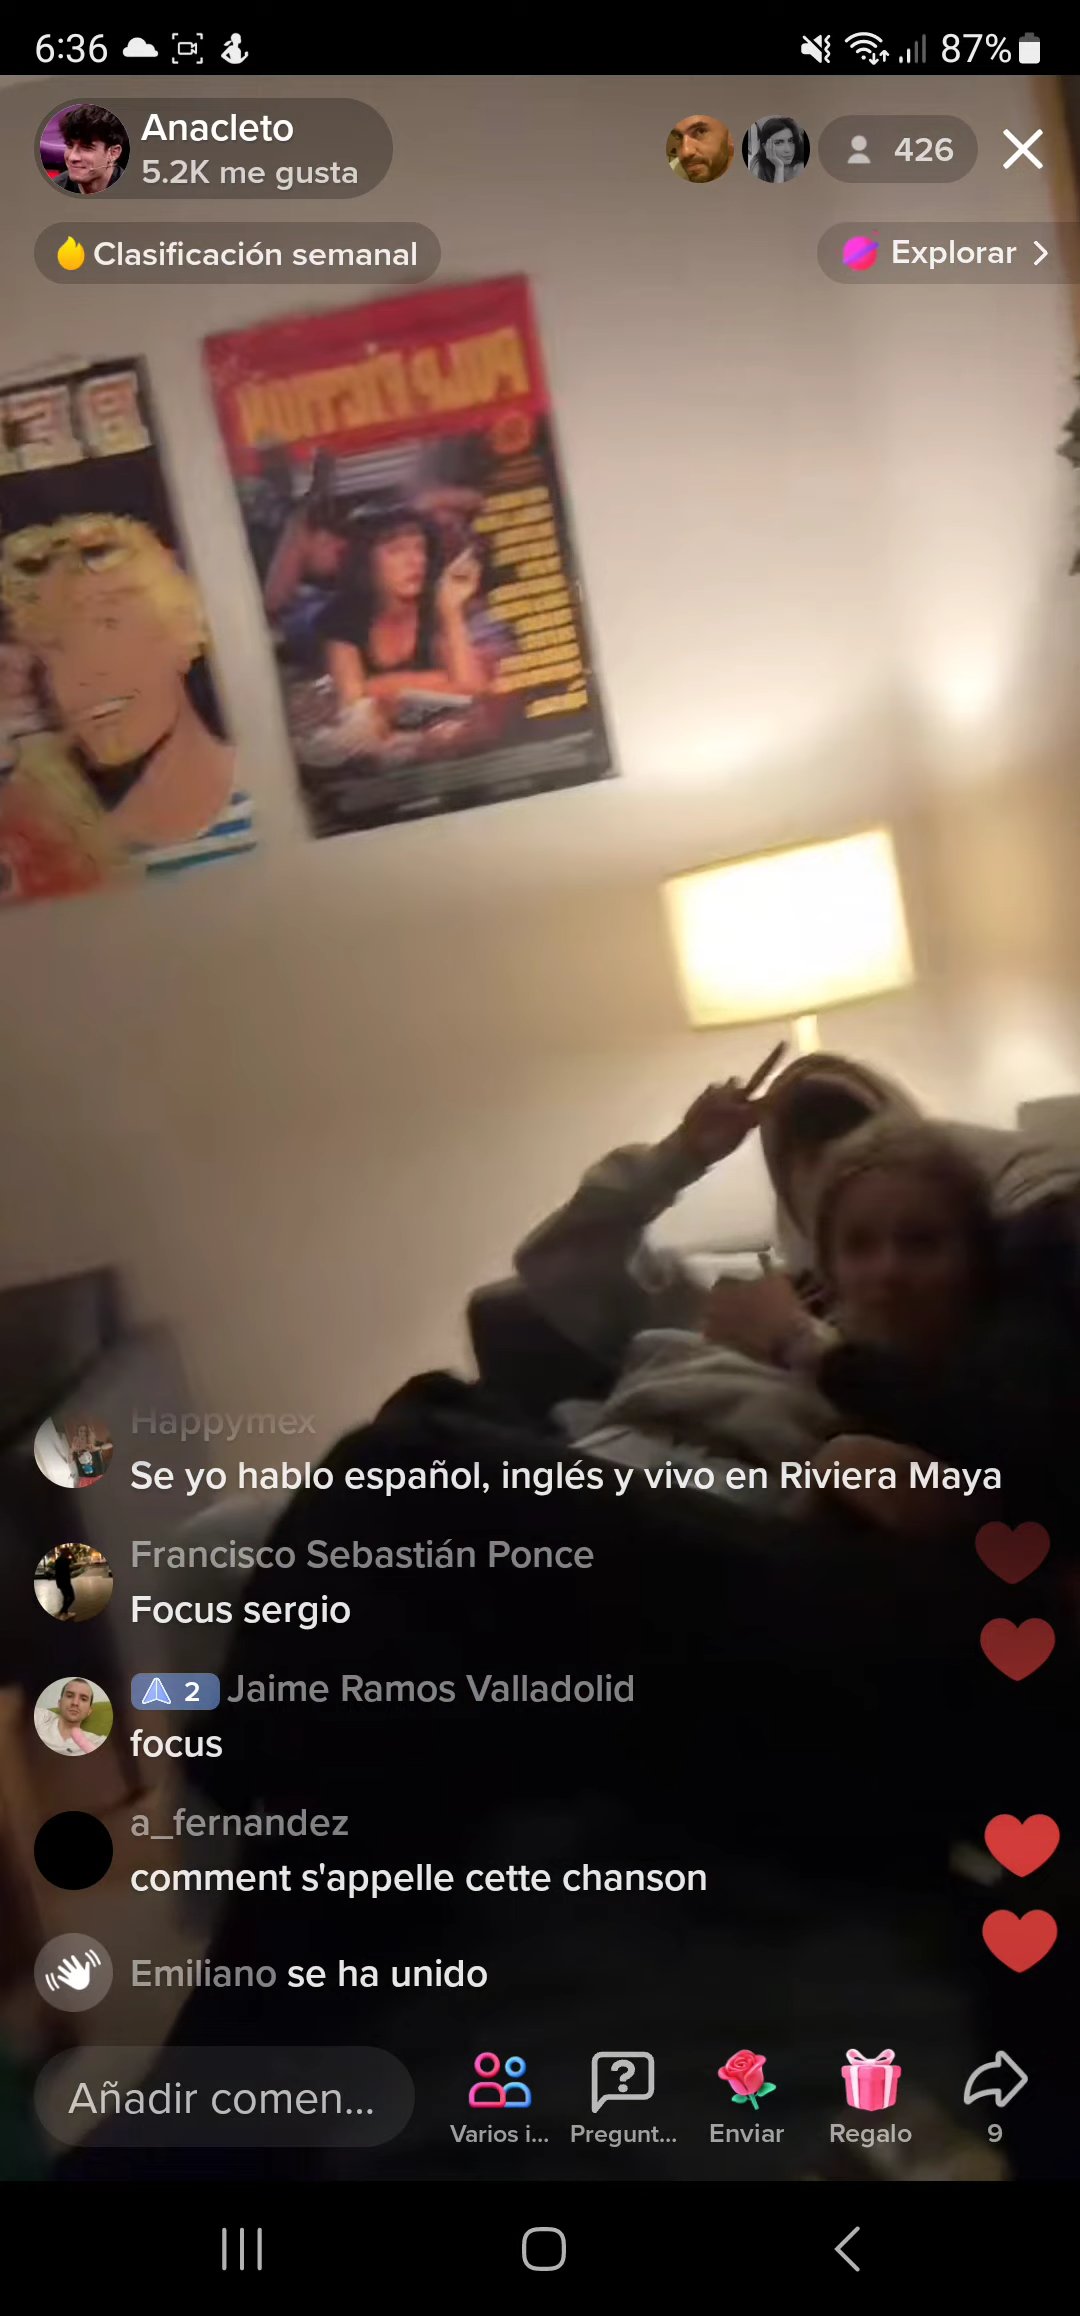 6:36
87%
Anacleto
5.2K me gusta
426
Clasificación semanal
Explorar
PULP FICTION
Happymex
Se yo hablo español, inglés y vivo en Riviera Maya
Francisco Sebastián Ponce
Focus sergio
2 Jaime Ramos Valladolid
focus
a_fernandez
comment s'appelle cette chanson
Emiliano se ha unido
Añadir comen...
Varios i...
Pregunt...
Enviar
Regalo
9